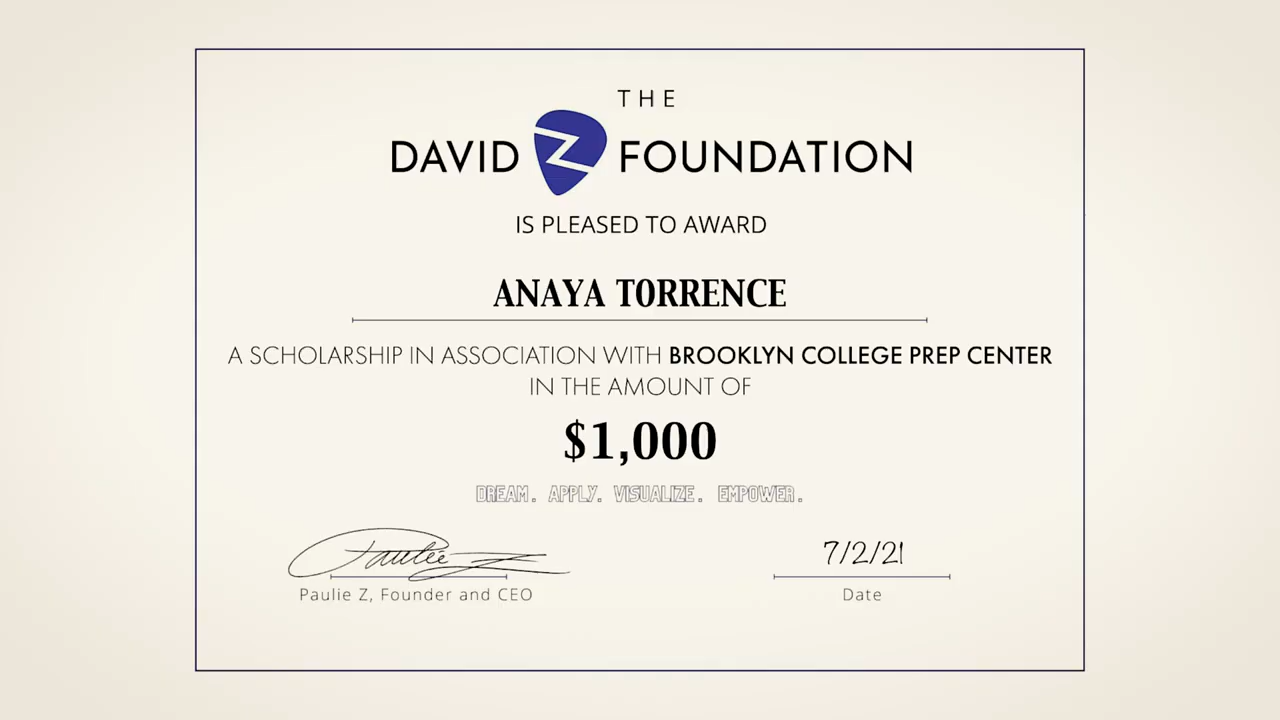 THE
DAVID Z FOUNDATION
IS PLEASED TO AWARD
ANAYA TORRENCE
A SCHOLARSHIP IN ASSOCIATION WITH BROOKLYN COLLEGE PREP CENTER
IN THE AMOUNT OF
$1,000
DREAM. APPLY. VISUALIZE. EMPOWER.
Paulie Z 7/2/21
Paulie Z, Founder and CEO Date